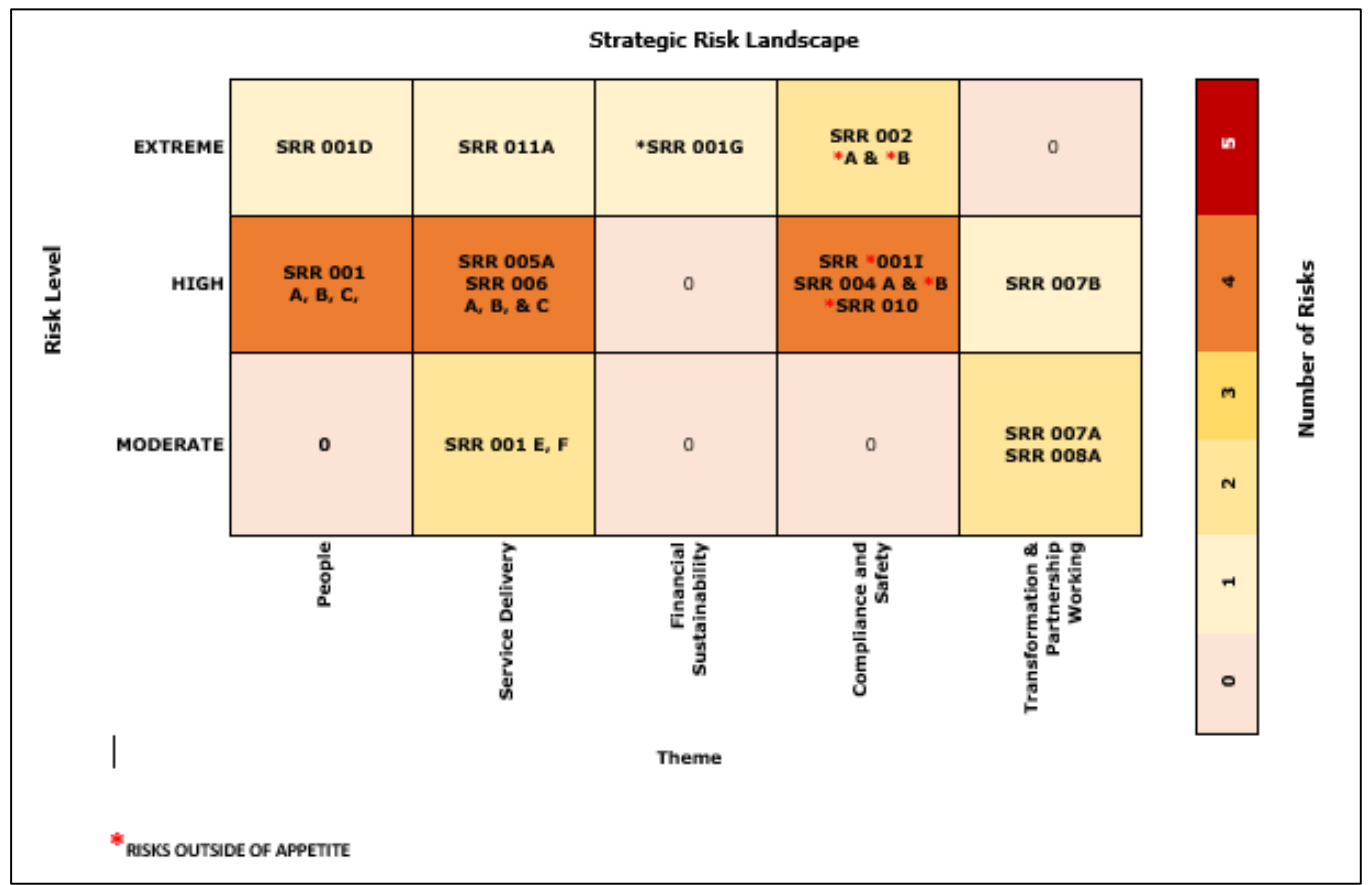 Strategic Risk Landscape
Risk Level
EXTREME
SRR 001D
SRR 011A
*SRR 001G
SRR 002
*A & *B
0
HIGH
SRR 001
A, B, C,
SRR 005A
SRR 006
A, B, & C
0
SRR *001I
SRR 004 A & *B
*SRR 010
SRR 007B
MODERATE
0
SRR 001 E, F
0
0
SRR 007A
SRR 008A
People
Service Delivery
Financial
Sustainability
Compliance and
Safety
Transformation &
Partnership
Working
Theme
5
4
3
2
1
0
Number of Risks
*RISKS OUTSIDE OF APPETITE